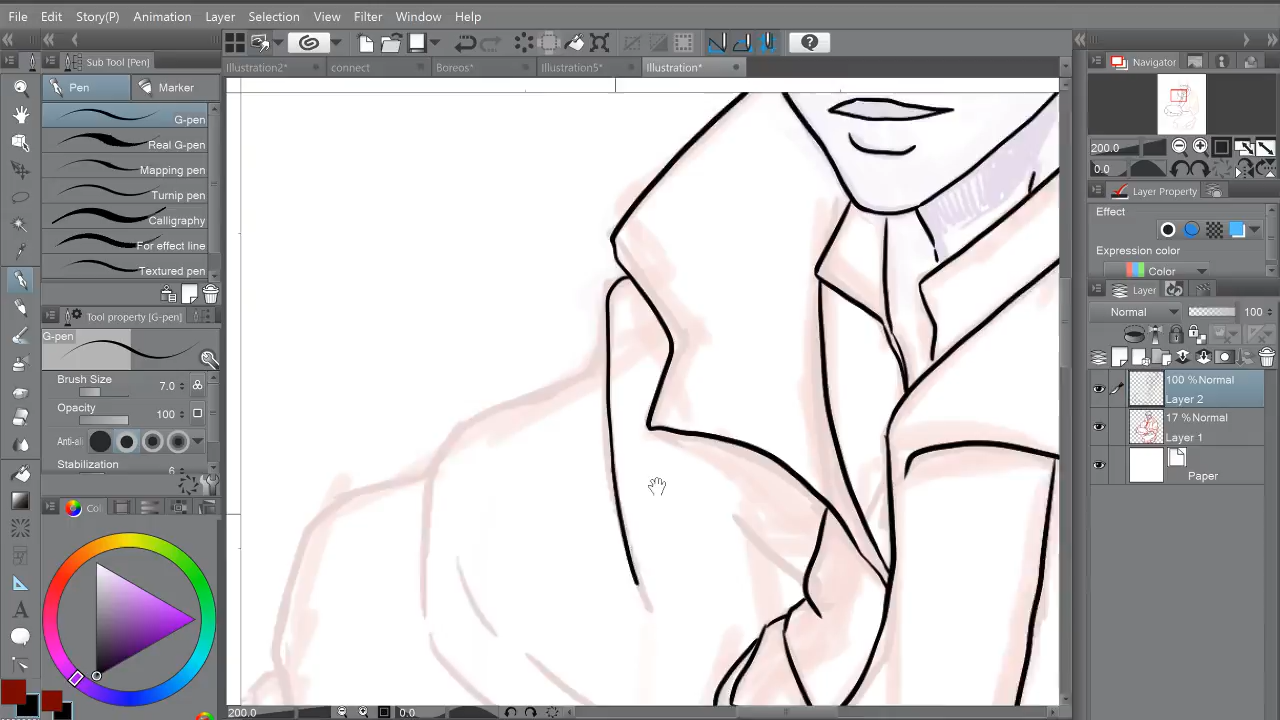 File Edit Story(P) Animation Layer Selection View Filter Window Help
Sub Tool [Pen]
Illustration2* connect Boreos* Illustration5* Illustration*
Navigator
Pen Marker
G-pen
Real G-pen
Mapping pen
Turnip pen
Calligraphy
For effect line
Textured pen
Tool property [G-pen]
G-pen
Brush Size 7.0
Opacity 100
Anti-al
Stabilization 6
Col
200.0
0.0
Layer Property
Effect
Expression color
Color
Layer
Normal 100
100 %Normal
Layer 2
17 %Normal
Layer 1
Paper
200.0 0.0